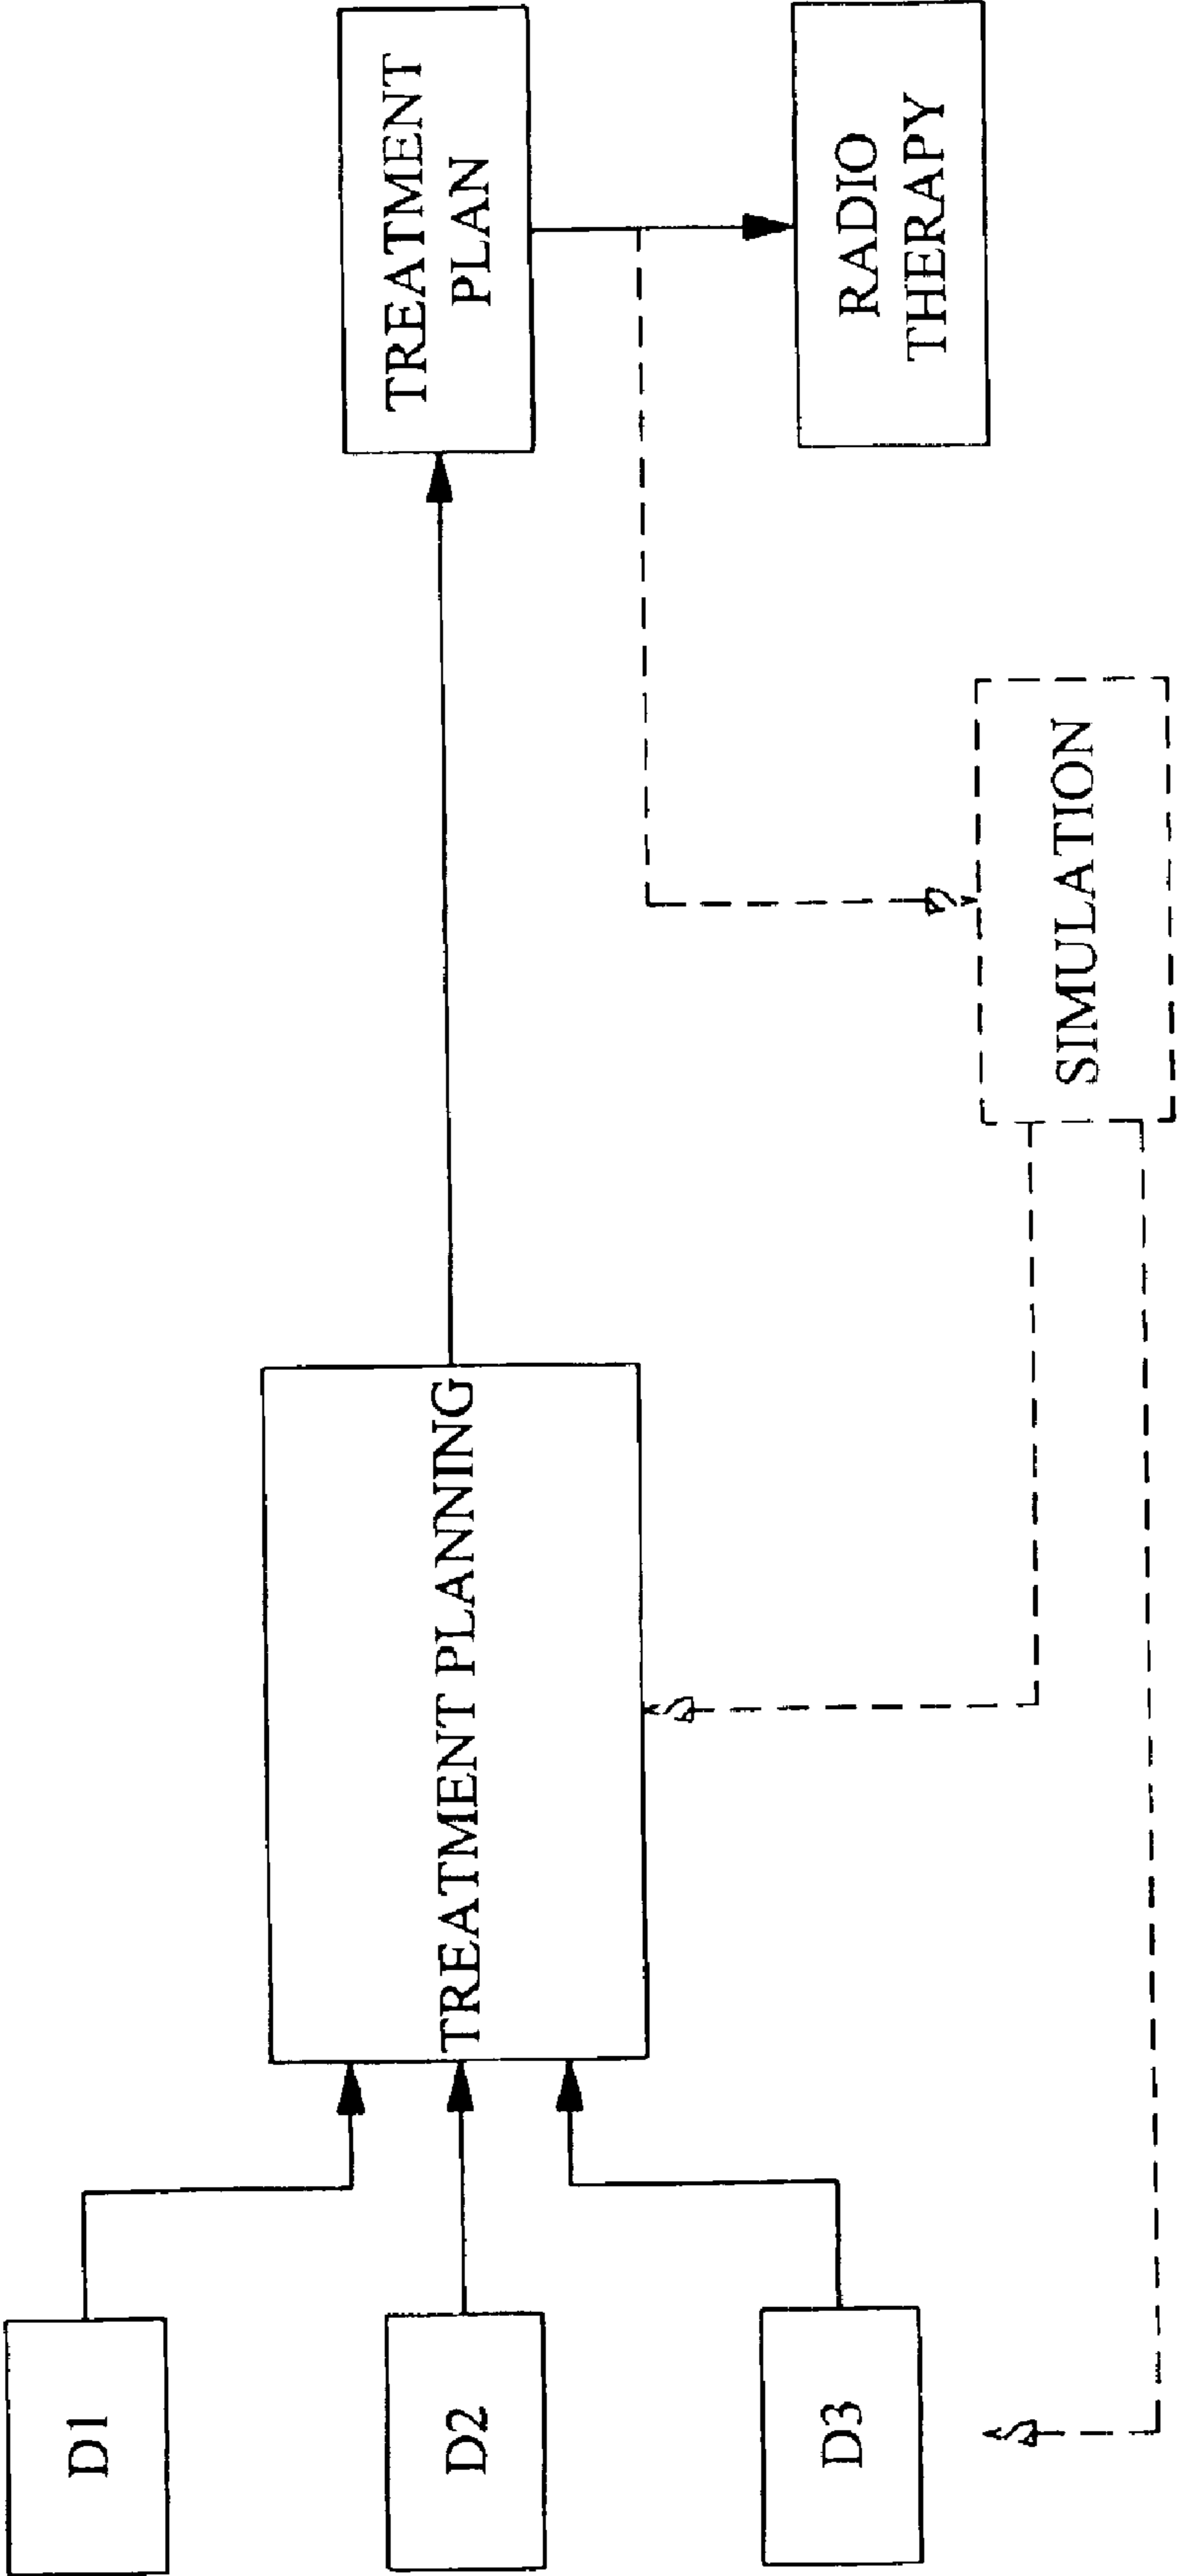 D1
D2
D3
TREATMENT PLANNING
TREATMENT
PLAN
RADIO
THERAPY
SIMULATION